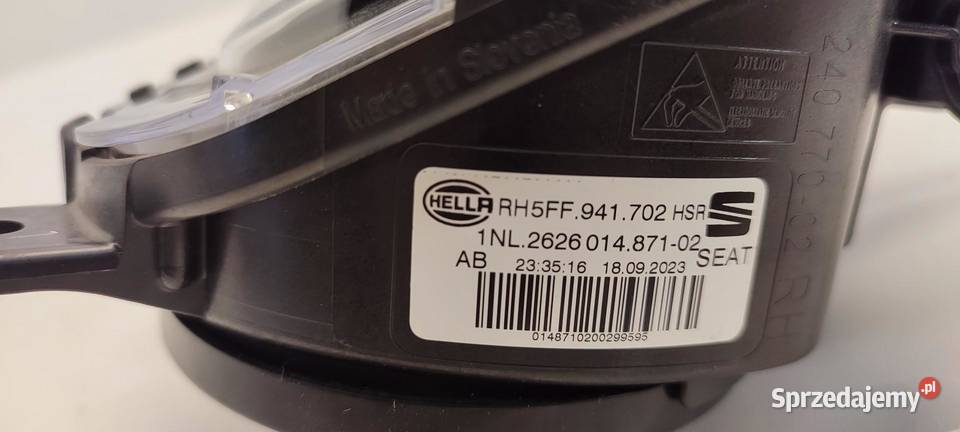 Made in Slovenia
ATTENTION
240 770-02 RH
HELLA RH5FF.941.702 HSR
1NL.2626 014.871-02
AB 23:35:16 18.09.2023 SEAT
0148710200299595
Sprzedajemy.pl